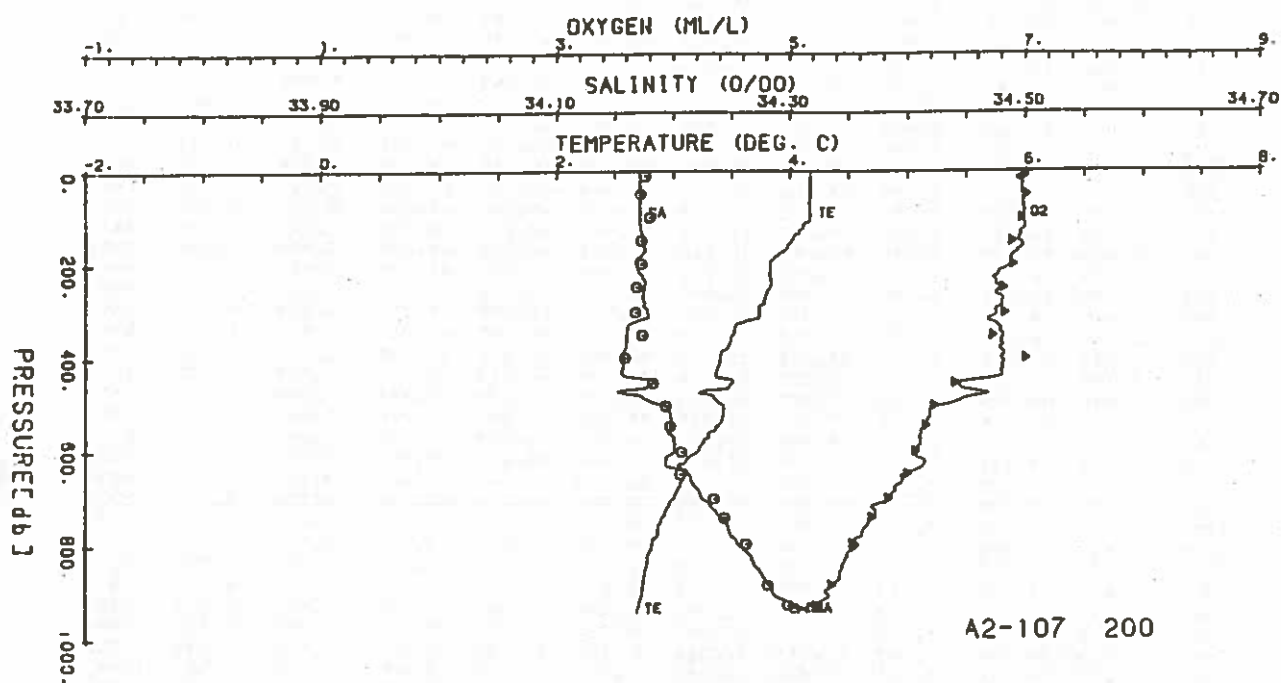 OXYGEN (ML/L)
-1. 1. 3. 5. 7. 9.
SALINITY (O/OO)
33.70 33.90 34.10 34.30 34.50 34.70
TEMPERATURE (DEG. C)
-2. 0. 2. 4. 6. 8.
PRESSURE[db]
0.
200.
400.
600.
800.
1000.
SA
TE
O2
TE
A2-107 200